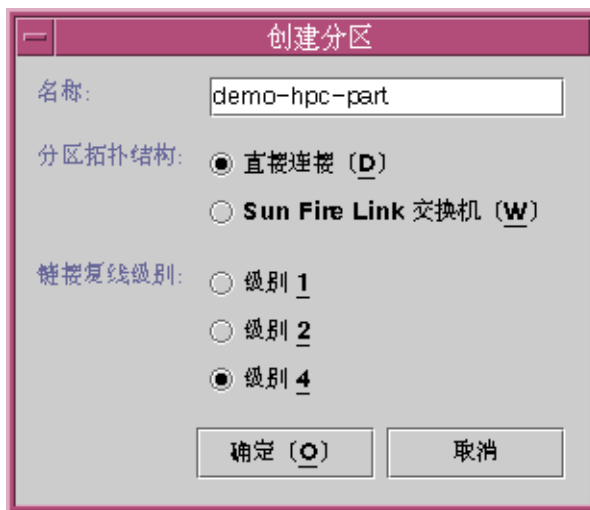 创建分区
名称:
demo-hpc-part
分区拓扑结构:
直接连接 (D)
Sun Fire Link 交换机 (W)
链接复线级别:
级别 1
级别 2
级别 4
确定 (O)
取消